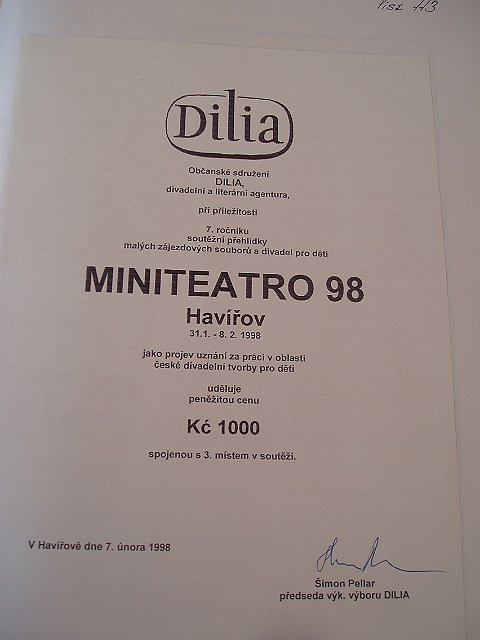 list H3
Dilia
Občanské sdružení
DILIA,
divadelní a literární agentura,
při příležitosti
7. ročníku
soutěžní přehlídky
malých zájezdových souborů a divadel pro děti
MINITEATRO 98
Havířov
31.1. - 8. 2. 1998
jako projev uznání za práci v oblasti
české divadelní tvorby pro děti
uděluje
peněžitou cenu
Kč 1000
spojenou s 3. místem v soutěži.
V Havířově dne 7. února 1998
Šimon Pellar
předseda výk. výboru DILIA